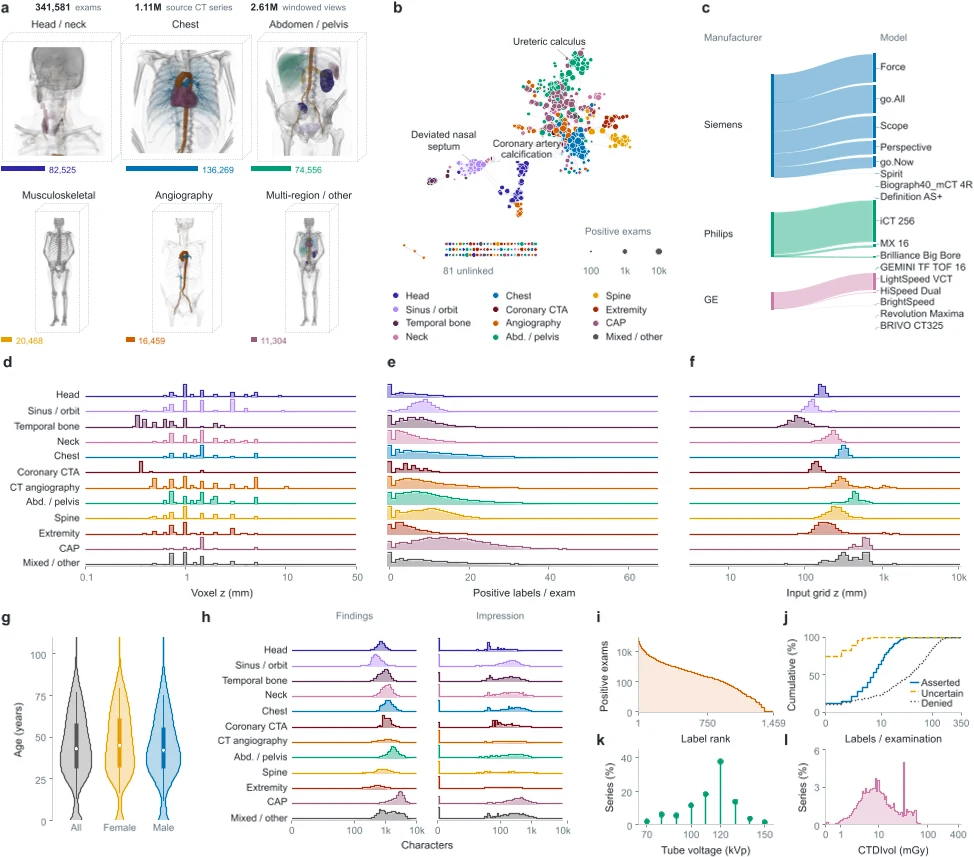 a 341,581 exams 1.11M source CT series 2.61M windowed views
Head / neck Chest Abdomen / pelvis
82,525 136,269 74,556
Musculoskeletal Angiography Multi-region / other
20,468 16,459 11,304
b
Ureteric calculus
Deviated nasal
septum
Coronary artery
calcification
Positive exams
81 unlinked
100 1k 10k
Head Chest Spine
Sinus / orbit Coronary CTA Extremity
Temporal bone Angiography CAP
Neck Abd. / pelvis Mixed / other
c
Manufacturer Model
Siemens
Philips
GE
Force
go.All
Scope
Perspective
go.Now
Spirit
Biograph40_mCT 4R
Definition AS+
iCT 256
MX 16
Brilliance Big Bore
GEMINI TF TOF 16
LightSpeed VCT
HiSpeed Dual
BrightSpeed
Revolution Maxima
BRIVO CT325
d
Head
Sinus / orbit
Temporal bone
Neck
Chest
Coronary CTA
CT angiography
Abd. / pelvis
Spine
Extremity
CAP
Mixed / other
0.1 1 10 50
Voxel z (mm)
e
0 20 40 60
Positive labels / exam
f
10 100 1k 10k
Input grid z (mm)
g
Age (years)
100
75
50
25
0
All Female Male
h
Findings Impression
Head
Sinus / orbit
Temporal bone
Neck
Chest
Coronary CTA
CT angiography
Abd. / pelvis
Spine
Extremity
CAP
Mixed / other
0 100 1k 10k 0 100 1k 10k
Characters
i
Positive exams
10k
100
0
1 750 1,459
Label rank
j
Cumulative (%)
100
50
0
Asserted
Uncertain
Denied
0 10 100 350
Labels / examination
k
Series (%)
40
20
0
70 100 120 150
Tube voltage (kVp)
l
Series (%)
6
3
0
0 1 10 100 400
CTDIvol (mGy)